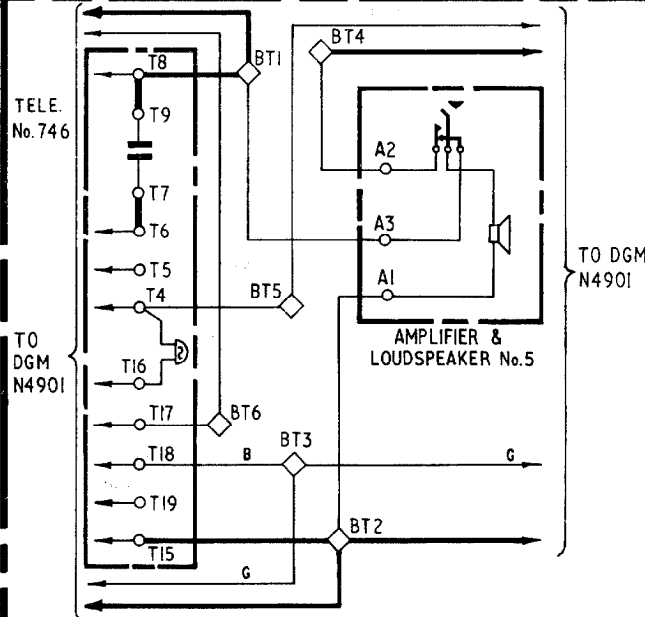 BT4
BT1
T8
TELE.
No.746
T9
A2
T7
A3
T6
TO DGM
N4901
T5
BT5
A1
T4
AMPLIFIER &
LOUDSPEAKER No.5
TO
DGM
N4901
T16
T17
BT6
BT3
T18
B
G
T19
BT2
T15
G